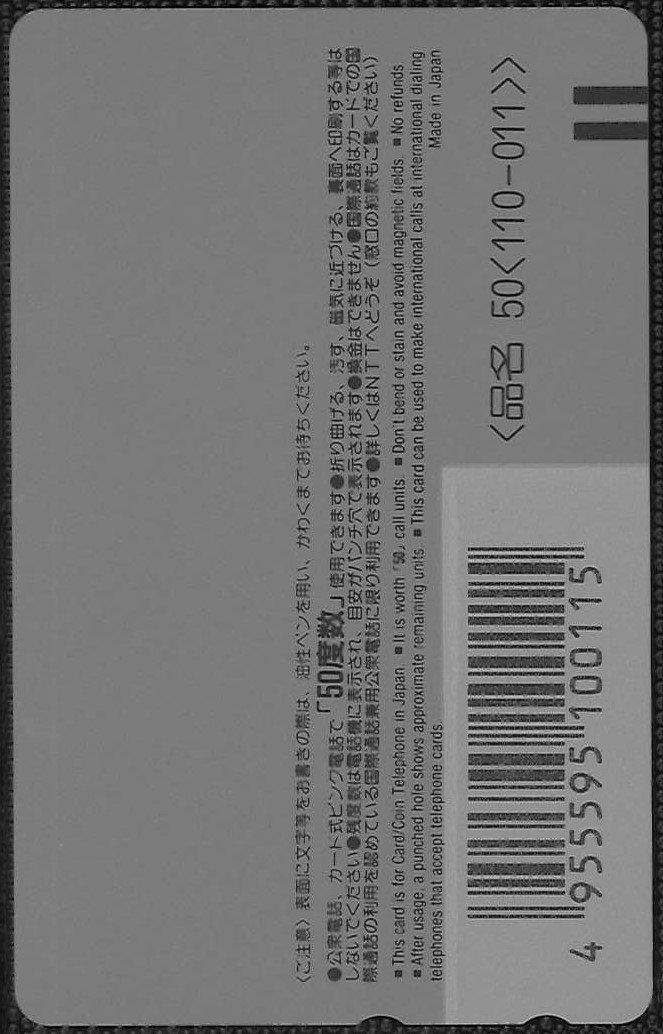 〈ご注意〉表面に文字等をお書きの際は、油性ペンを用い、かわくまでお待ちください。
●公衆電話、カード式ピンク電話で「50度数」使用できます●折り曲げる、汚す、磁気に近づける、裏面へ印刷する等は
しないでください●残度数は電話機に表示され、目安がパンチ穴で表示されます●換金はできません●国際通話はカードでの国
際通話の利用を認めている国際通話兼用公衆電話に限り利用できます●詳しくはNTTへどうぞ（窓口の約款もご覧ください）
■ This card is for Card/Coin Telephone in Japan ■ It is worth「50」call units. ■ Don't bend or stain and avoid magnetic fields ■ No refunds
■ After usage, a punched hole shows approximate remaining units ■ This card can be used to make international calls at international dialing
telephones that accept telephone cards
Made in Japan
〈品名 50〈110-011〉〉
4 955595 100115